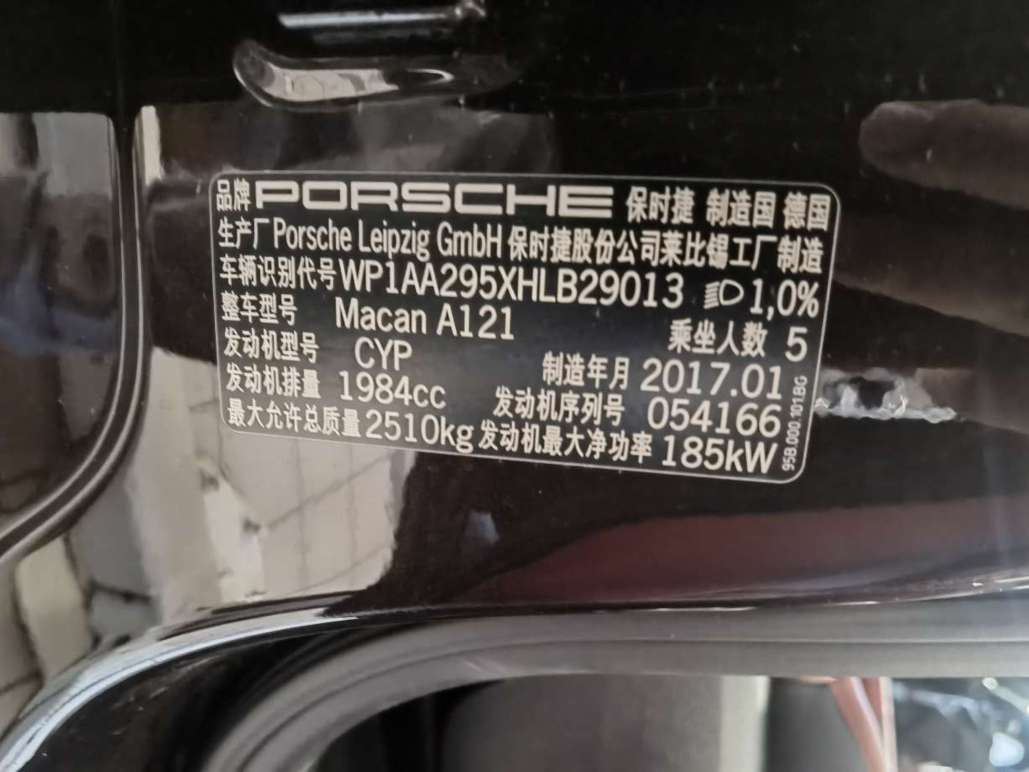 品牌 PORSCHE 保时捷 制造国 德国
生产厂 Porsche Leipzig GmbH 保时捷股份公司莱比锡工厂制造
车辆识别代号 WP1AA295XHLB29013 1,0%
整车型号 Macan A121 乘坐人数 5
发动机型号 CYP 制造年月 2017.01
发动机排量 1984cc 发动机序列号 054166
最大允许总质量 2510kg 发动机最大净功率 185kW
95B.000.101.BG